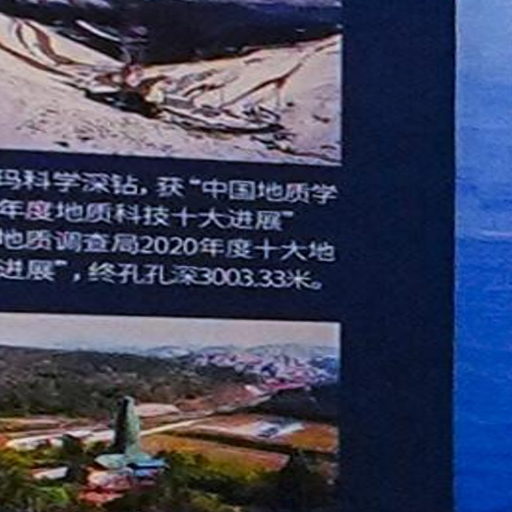 玛科学深钻，获“中国地质学
年度地质科技十大进展”
地质调查局2020年度十大地
进展”，终孔孔深3003.33米。